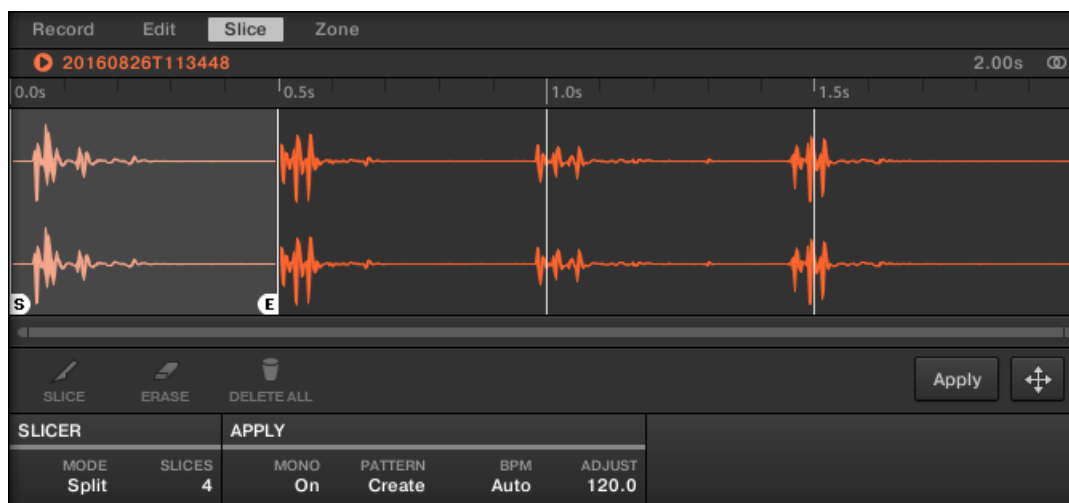 Record Edit Slice Zone
20160826T113448 2.00s
0.0s 0.5s 1.0s 1.5s
S E
SLICE ERASE DELETE ALL Apply
SLICER APPLY
MODE SLICES MONO PATTERN BPM ADJUST
Split 4 On Create Auto 120.0